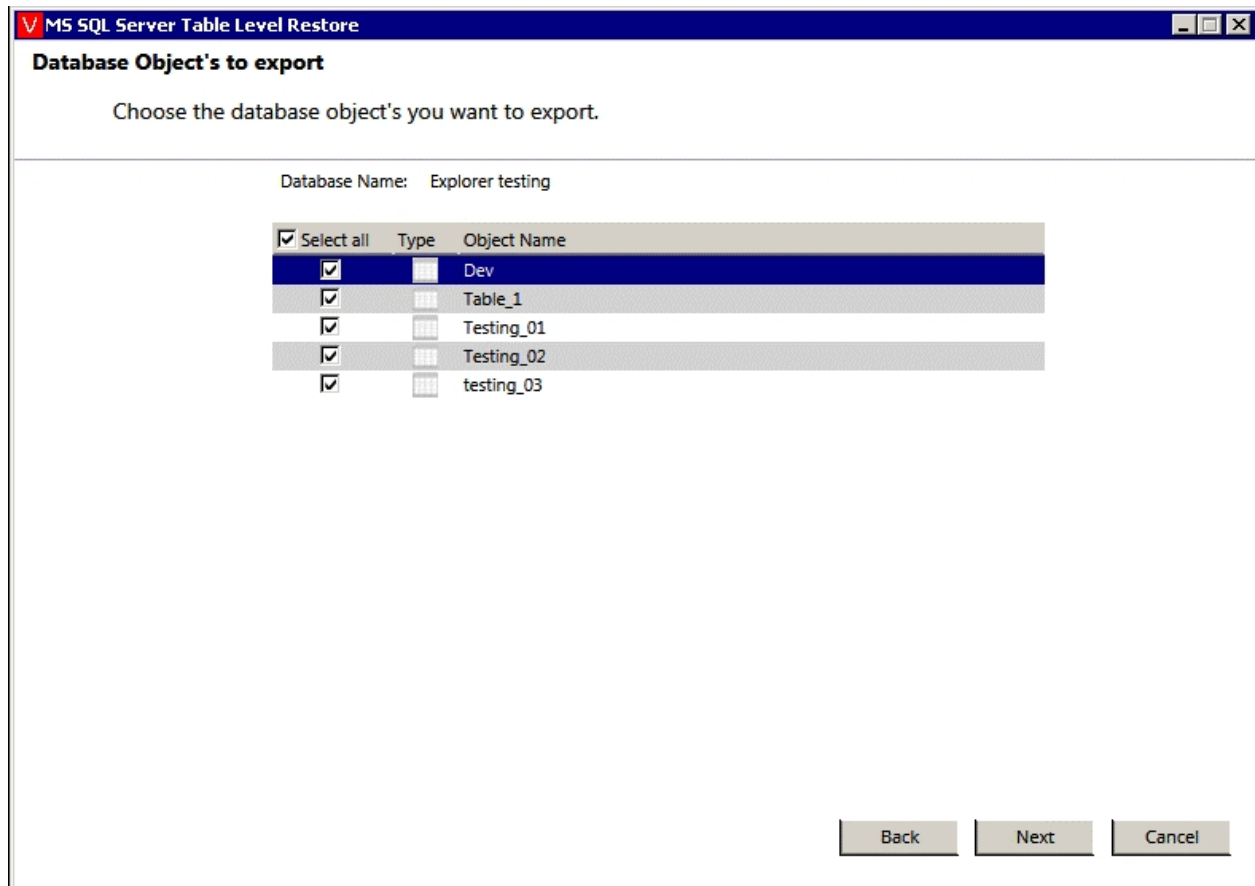 V MS SQL Server Table Level Restore
Database Object's to export
Choose the database object's you want to export.
Database Name: Explorer testing
Select all Type Object Name
Dev
Table_1
Testing_01
Testing_02
testing_03
Back Next Cancel